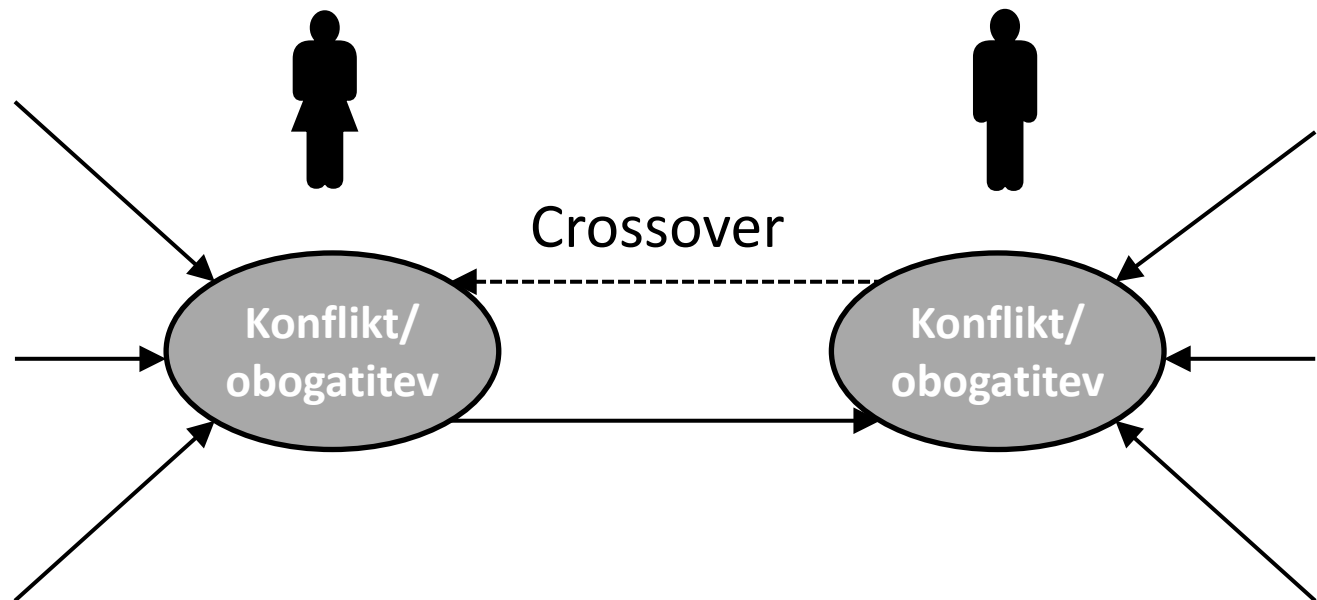 Crossover
Konflikt/
obogatitev
Konflikt/
obogatitev